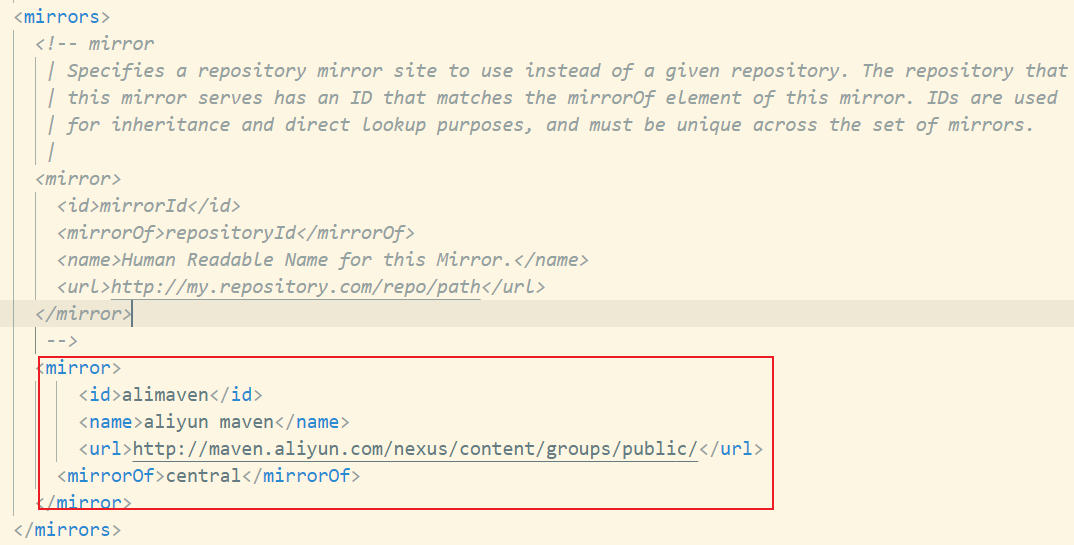 <mirrors>
<!-- mirror
| Specifies a repository mirror site to use instead of a given repository. The repository that
| this mirror serves has an ID that matches the mirrorOf element of this mirror. IDs are used
| for inheritance and direct lookup purposes, and must be unique across the set of mirrors.
|
<mirror>
<id>mirrorId</id>
<mirrorOf>repositoryId</mirrorOf>
<name>Human Readable Name for this Mirror.</name>
<url>http://my.repository.com/repo/path</url>
</mirror>
-->
<mirror>
<id>alimaven</id>
<name>aliyun maven</name>
<url>http://maven.aliyun.com/nexus/content/groups/public/</url>
<mirrorOf>central</mirrorOf>
</mirror>
</mirrors>